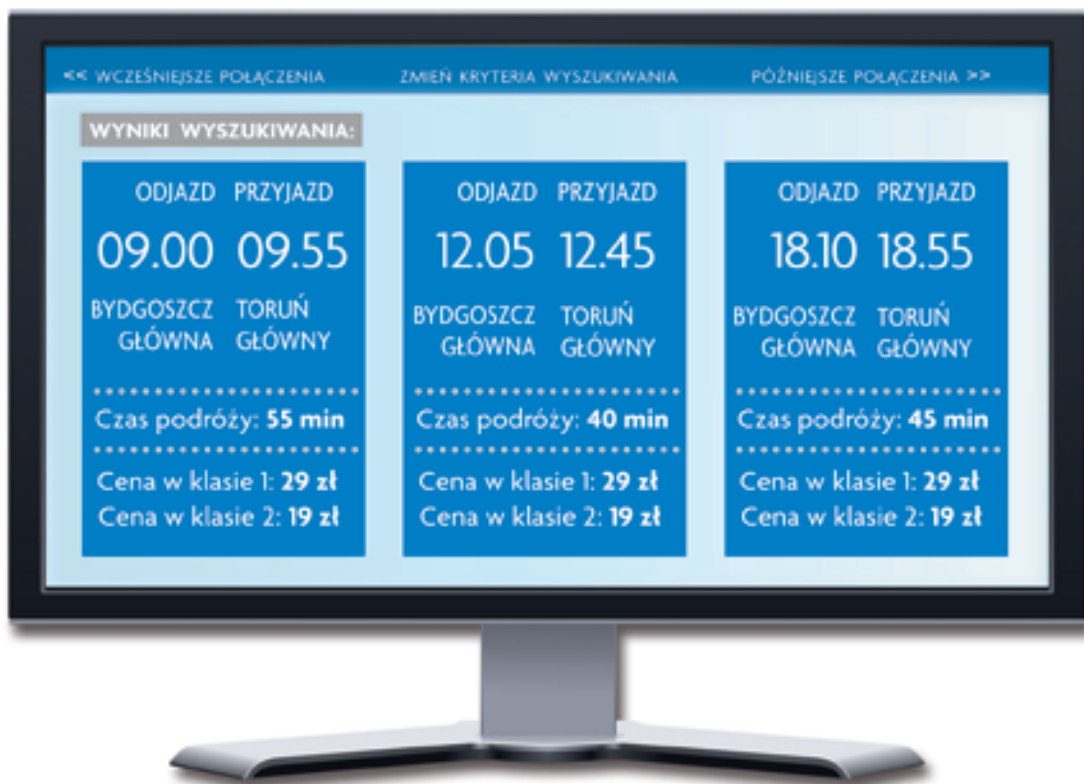 << WCZEŚNIEJSZE POŁĄCZENIA ZMIEŃ KRYTERIA WYSZUKIWANIA PÓŹNIEJSZE POŁĄCZENIA >>
WYNIKI WYSZUKIWANIA:
ODJAZD PRZYJAZD
09.00 09.55
BYDGOSZCZ TORUŃ
GŁÓWNA GŁÓWNY
Czas podróży: 55 min
Cena w klasie 1: 29 zł
Cena w klasie 2: 19 zł
ODJAZD PRZYJAZD
12.05 12.45
BYDGOSZCZ TORUŃ
GŁÓWNA GŁÓWNY
Czas podróży: 40 min
Cena w klasie 1: 29 zł
Cena w klasie 2: 19 zł
ODJAZD PRZYJAZD
18.10 18.55
BYDGOSZCZ TORUŃ
GŁÓWNA GŁÓWNY
Czas podróży: 45 min
Cena w klasie 1: 29 zł
Cena w klasie 2: 19 zł